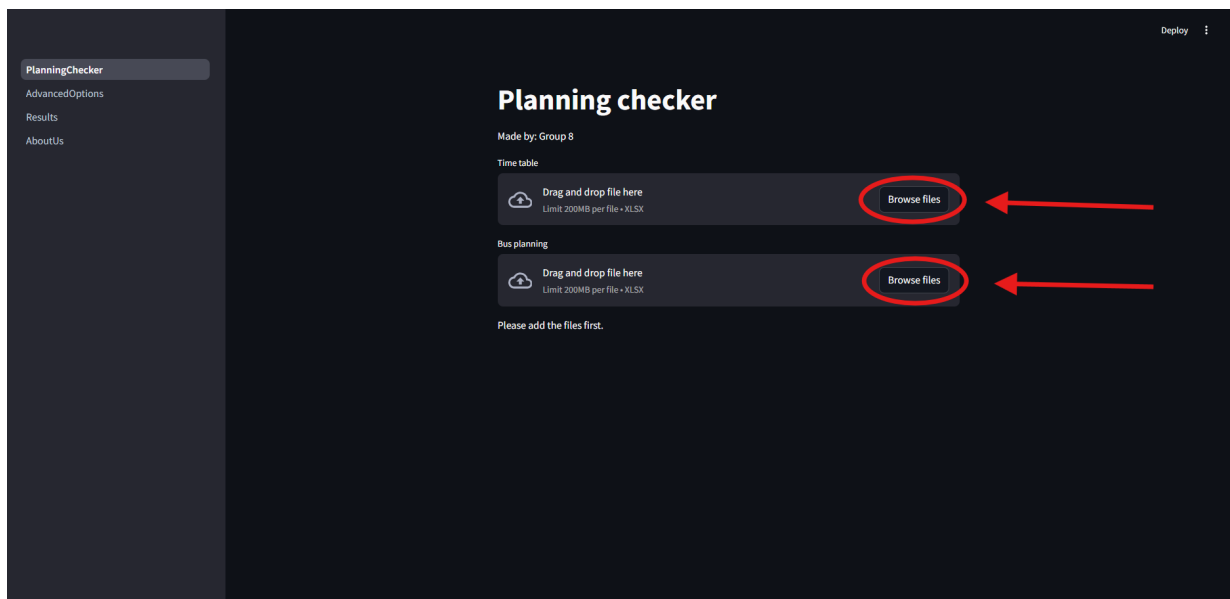 Deploy
PlanningChecker
AdvancedOptions
Results
AboutUs
Planning checker
Made by: Group 8
Time table
Drag and drop file here
Limit 200MB per file • XLSX
Browse files
Bus planning
Drag and drop file here
Limit 200MB per file • XLSX
Browse files
Please add the files first.